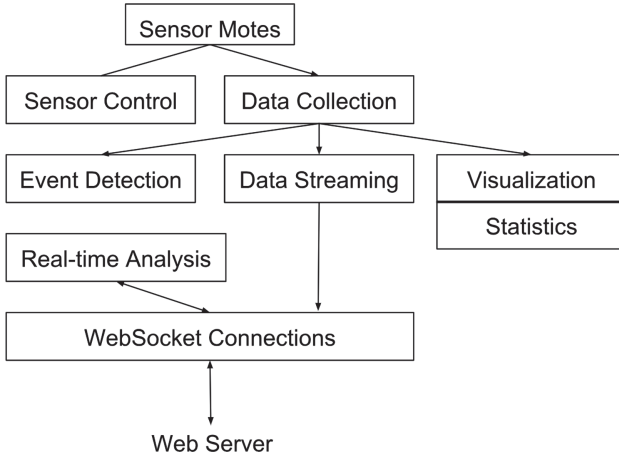 Sensor Motes
Sensor Control
Data Collection
Event Detection
Data Streaming
Visualization
Statistics
Real-time Analysis
WebSocket Connections
Web Server